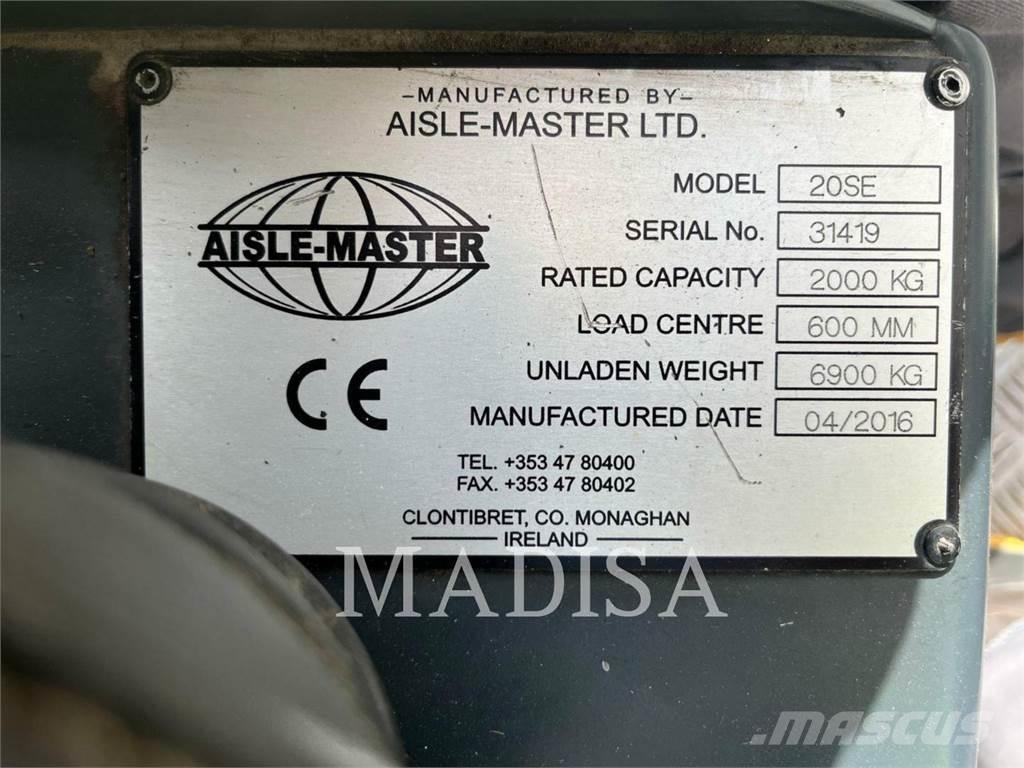 -MANUFACTURED BY-
AISLE-MASTER LTD.
AISLE-MASTER
CE
MODEL 20SE
SERIAL No. 31419
RATED CAPACITY 2000 KG
LOAD CENTRE 600 MM
UNLADEN WEIGHT 6900 KG
MANUFACTURED DATE 04/2016
TEL. +353 47 80400
FAX. +353 47 80402
CLONTIBRET, CO. MONAGHAN
IRELAND
MADISA
MASCUS